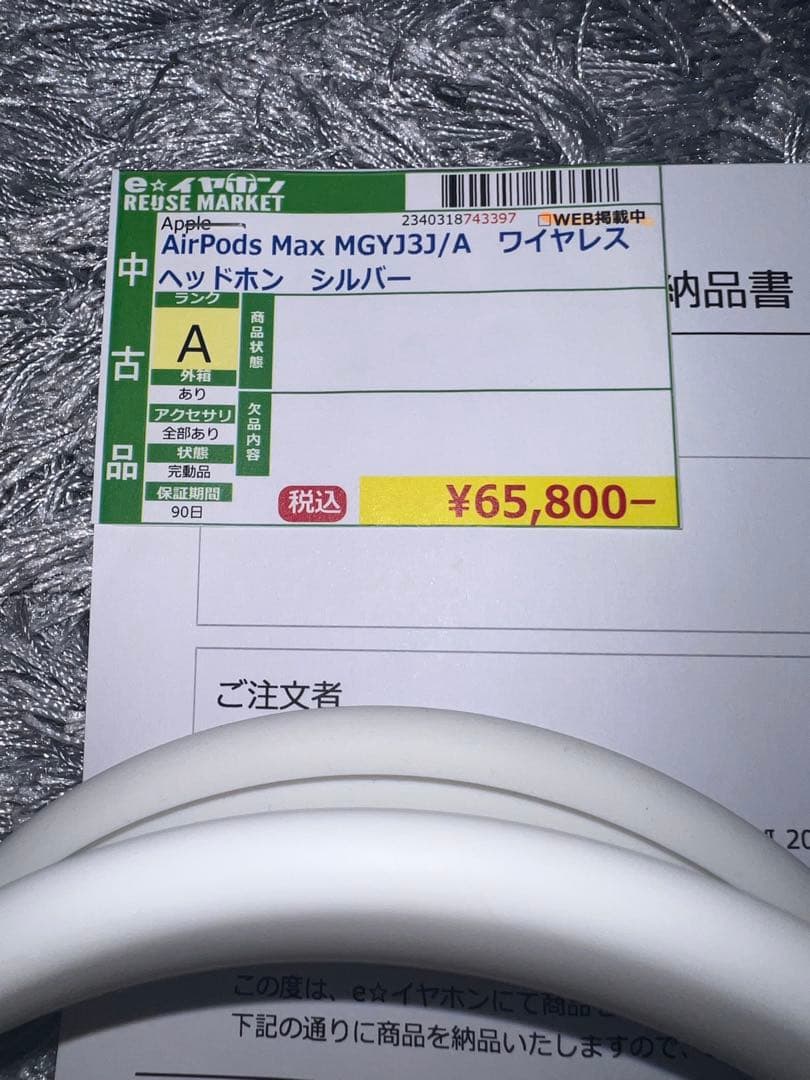 e☆イヤホン
REUSE MARKET
Apple
2340318743397 WEB掲載中
AirPods Max MGYJ3J/A ワイヤレス
ヘッドホン シルバー
中古品
ランク
A
商品状態
外箱
あり
アクセサリ
全部あり
欠品内容
状態
完動品
保証期間
90日
税込
¥65,800−
納品書
ご注文者
20
この度は、e☆イヤホンにて商品
下記の通りに商品を納品いたしますので、